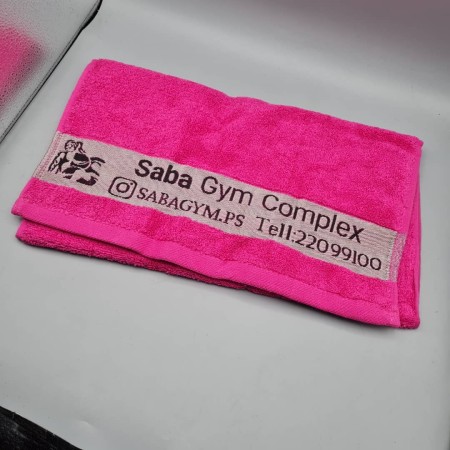 Saba Gym Complex
SABAGYM.PS Tell:22099100